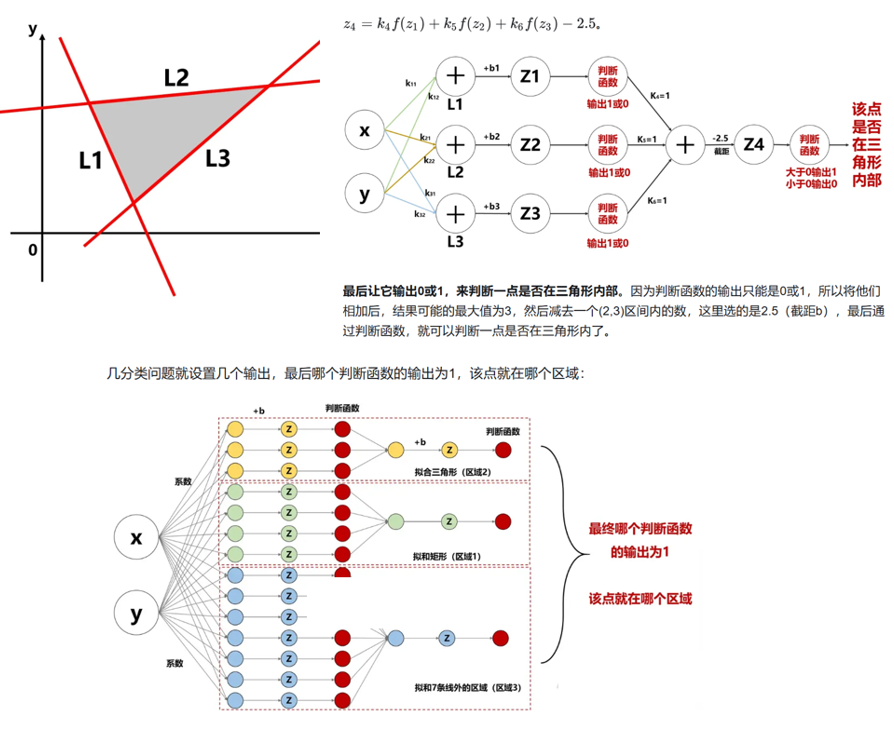 y
L2
L1
L3
0
z₄ = k₄f(z₁) + k₅f(z₂) + k₆f(z₃) − 2.5。
x
y
k₁₁
k₁₂
k₂₁
k₂₂
k₃₁
k₃₂
+
L1
+b1
Z1
判断
函数
输出1或0
K₄=1
+
L2
+b2
Z2
判断
函数
输出1或0
K₅=1
+
L3
+b3
Z3
判断
函数
输出1或0
K₆=1
+
-2.5
截距
Z4
判断
函数
大于0输出1
小于0输出0
该点
是否
在三
角形
内部
最后让它输出0或1，来判断一点是否在三角形内部。因为判断函数的输出只能是0或1，所以将他们
相加后，结果可能的最大值为3，然后减去一个(2,3)区间内的数，这里选的是2.5（截距b），最后通
过判断函数，就可以判断一点是否在三角形内了。
几分类问题就设置几个输出，最后哪个判断函数的输出为1，该点就在哪个区域：
+b
判断函数
系数
x
y
系数
Z
Z
Z
+b
Z
判断函数
拟合三角形（区域2）
Z
Z
Z
Z
Z
拟和矩形（区域1）
Z
Z
Z
Z
Z
Z
Z
Z
拟和7条线外的区域（区域3）
最终哪个判断函数
的输出为1
该点就在哪个区域